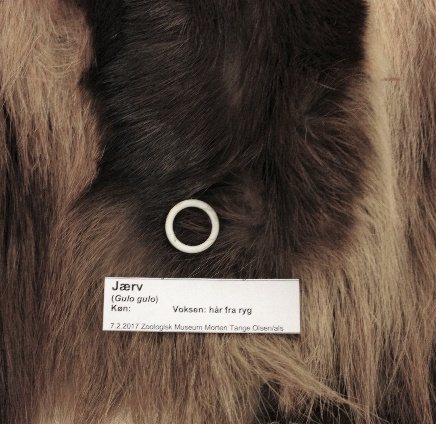 Jærv
(Gulo gulo)
Køn: Voksen: hår fra ryg
7.2.2017 Zoologisk Museum Morten Tange Olsen/als